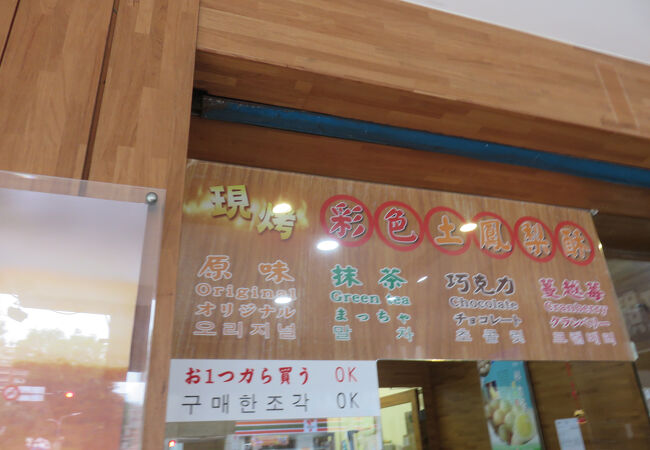 現烤 彩色土鳳梨酥
原味 抹茶 巧克力 蔓越莓
Original Green tea Chocolate Cranberry
オリジナル まっちゃ チョコレート クランベリー
오리지널 말차 초콜릿 크랜베리
お1つから買う OK
구매한조각 OK